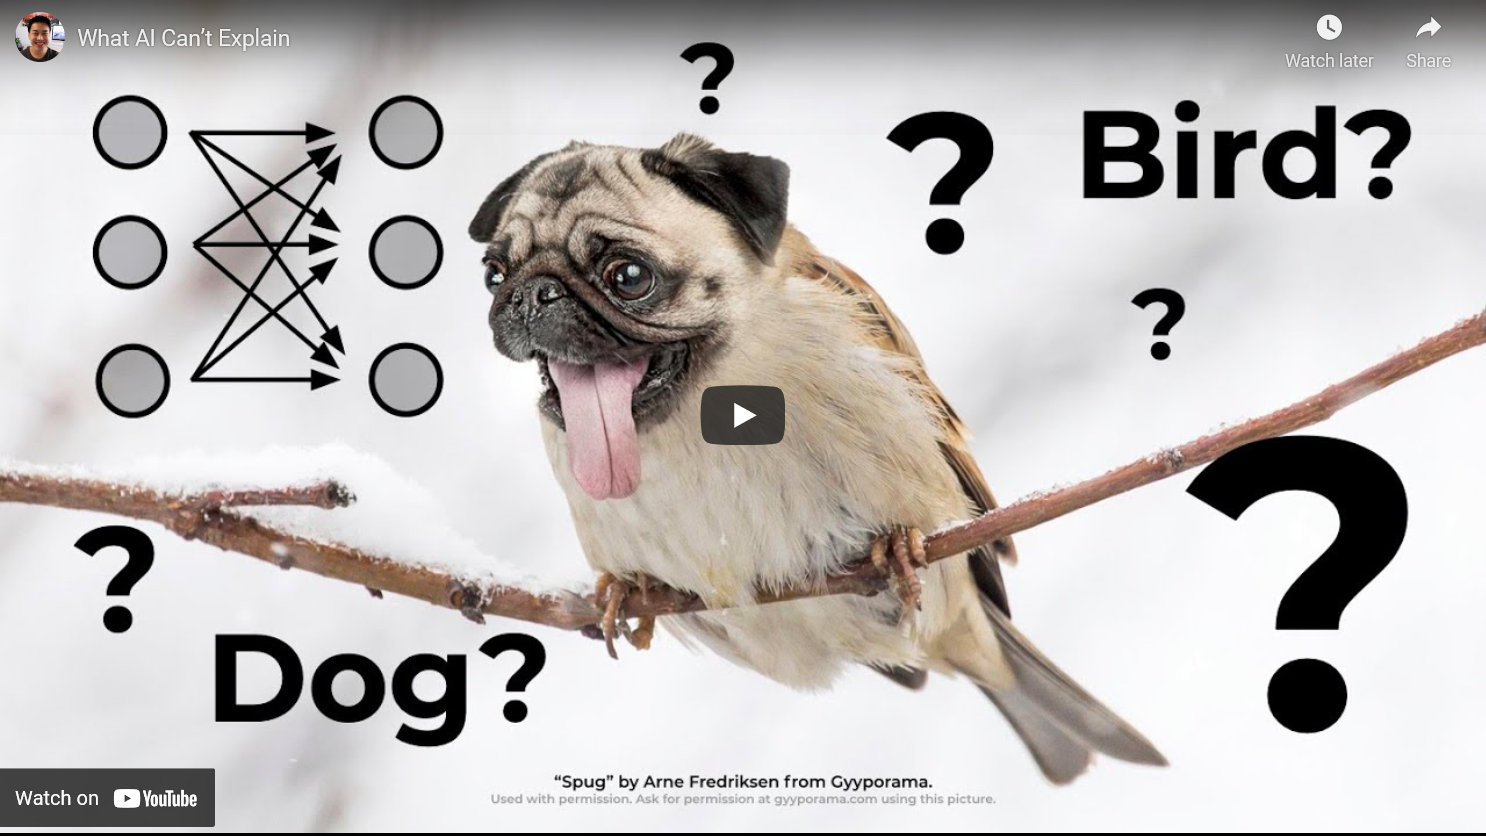 What AI Can’t Explain
Watch later
Share
?
?
Bird?
?
?
?
Dog?
“Spug” by Arne Fredriksen from Gyyporama.
Used with permission. Ask for permission at gyyporama.com using this picture.
Watch on YouTube